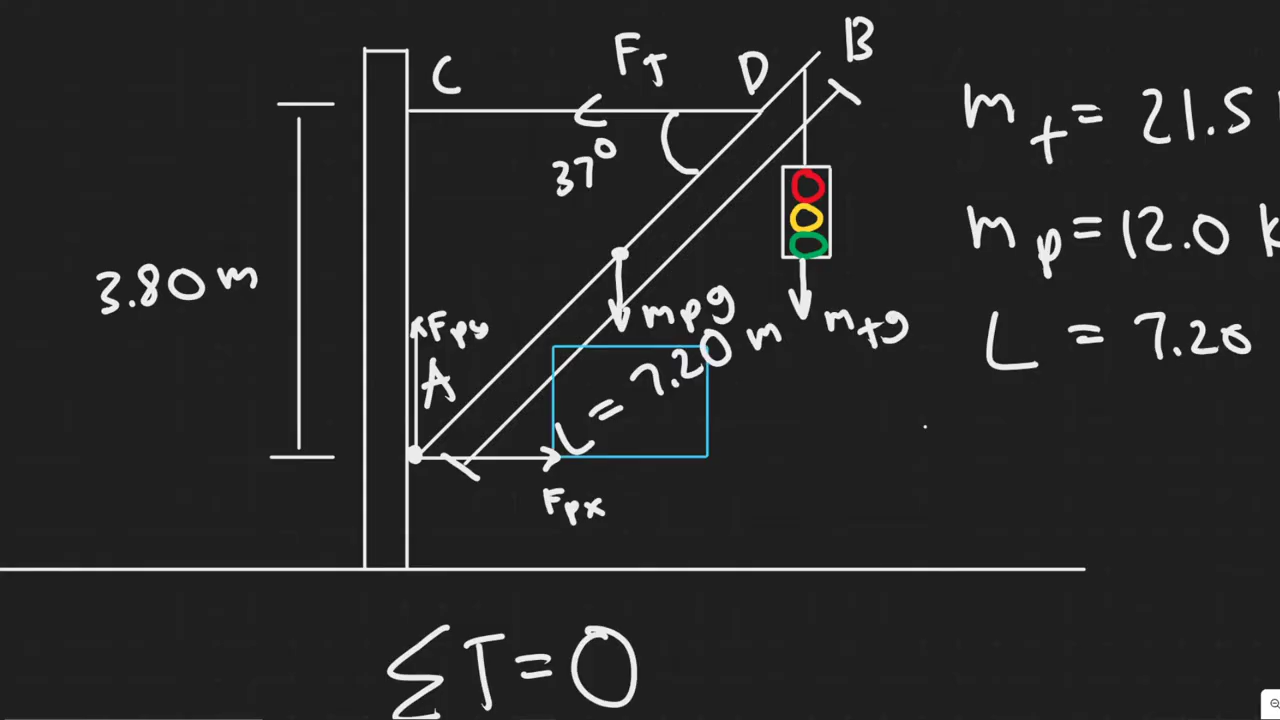 C F_T D B
37°
3.80 m
F_py
A
m_p g
m_t g
L = 7.20 m
F_px
m_t = 21.5
m_p = 12.0 k
L = 7.20
ΣT = 0